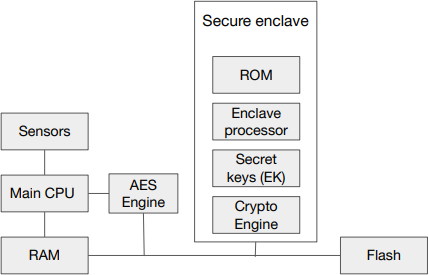 Secure enclave
ROM
Enclave
processor
Secret
keys (EK)
Crypto
Engine
Sensors
Main CPU
AES
Engine
RAM
Flash